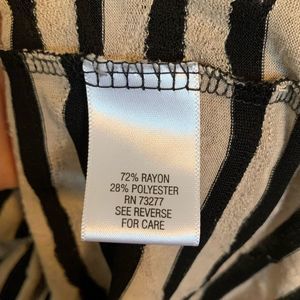 72% RAYON
28% POLYESTER
RN 73277
SEE REVERSE
FOR CARE